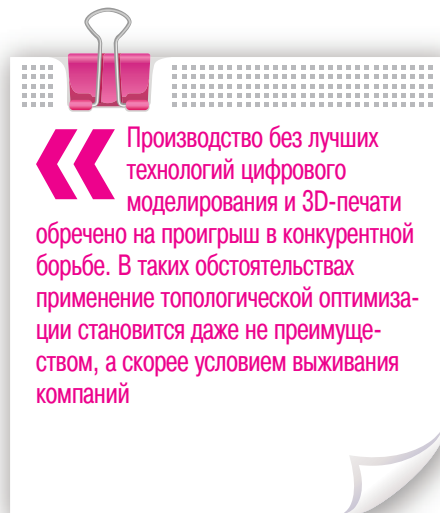 «Производство без лучших
технологий цифрового
моделирования и 3D-печати
обречено на проигрыш в конкурентной
борьбе. В таких обстоятельствах
применение топологической оптимиза-
ции становится даже не преимуще-
ством, а скорее условием выживания
компаний